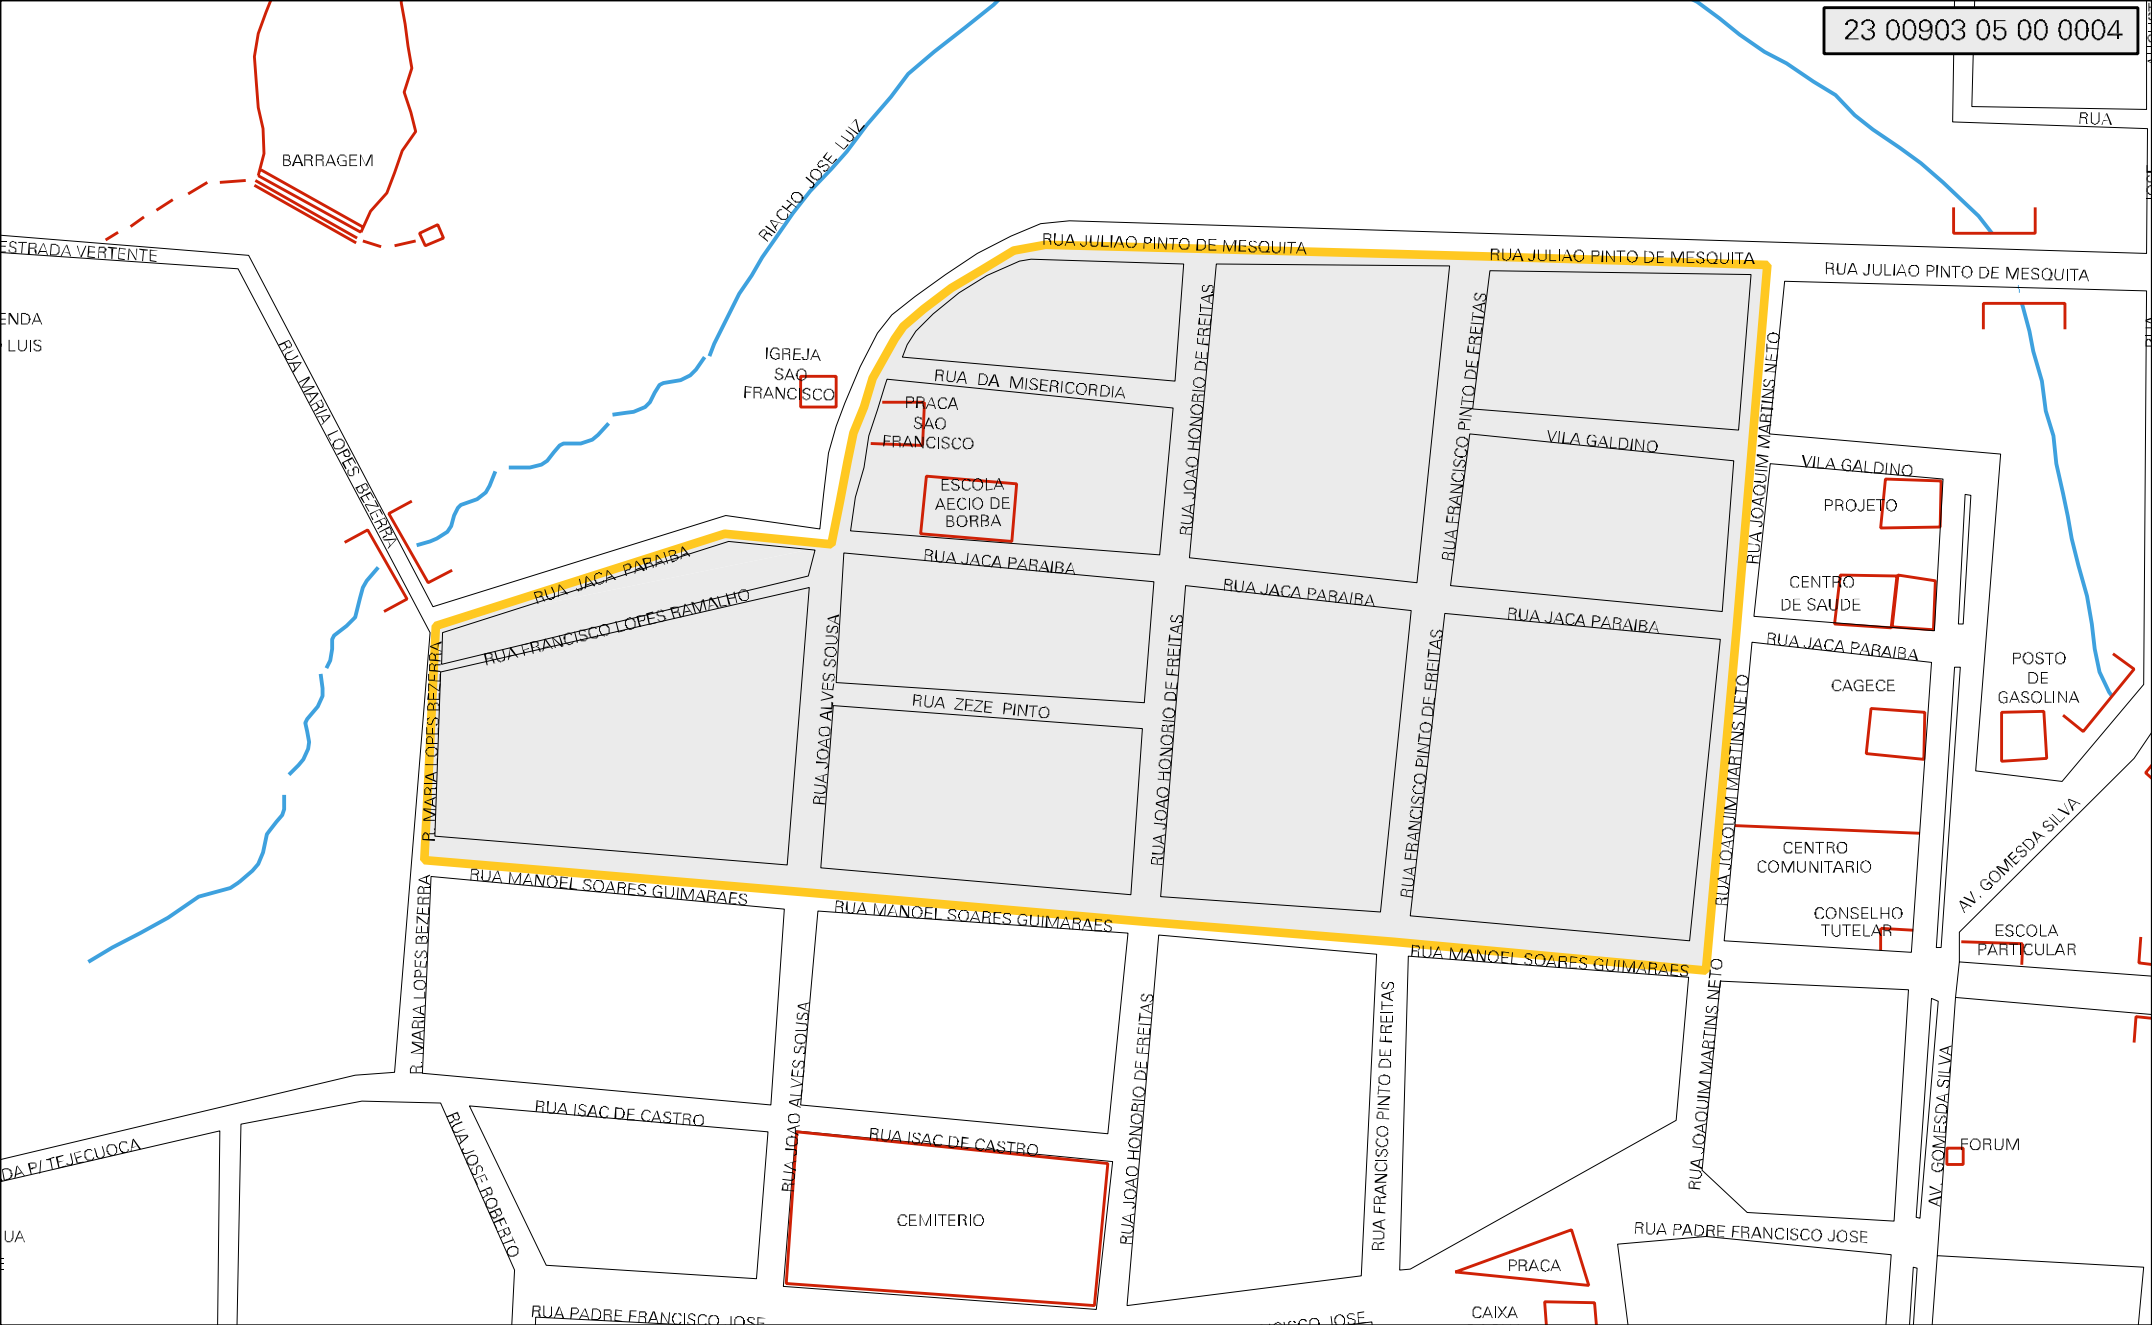 23 00903 05 00 0004
RUA
BARRAGEM
RIACHO JOSE LUIZ
ESTRADA VERTENTE
RUA JULIAO PINTO DE MESQUITA
RUA JULIAO PINTO DE MESQUITA
RUA JULIAO PINTO DE MESQUITA
ENDA
LUIS
RUA MARIA LOPES BEZERRA
IGREJA
SAO
FRANCISCO
RUA DA MISERICORDIA
PRACA
SAO
FRANCISCO
RUA JOAO HONORIO DE FREITAS
RUA FRANCISCO PINTO DE FREITAS
RUA JOAQUIM MARTINS NETO
VILA GALDINO
VILA GALDINO
ESCOLA
AECIO DE
BORBA
PROJETO
RUA JACA PARAIBA
RUA JACA PARAIBA
RUA JACA PARAIBA
RUA JACA PARAIBA
RUA JACA PARAIBA
CENTRO
DE SAUDE
RUA FRANCISCO LOPES RAMALHO
R. MARIA LOPES BEZERRA
RUA JOAO ALVES SOUSA
RUA JOAO HONORIO DE FREITAS
RUA FRANCISCO PINTO DE FREITAS
RUA JOAQUIM MARTINS NETO
POSTO
DE
GASOLINA
CAGECE
RUA ZEZE PINTO
CENTRO
COMUNITARIO
AV. GOMESDA SILVA
RUA MANOEL SOARES GUIMARAES
RUA MANOEL SOARES GUIMARAES
RUA MANOEL SOARES GUIMARAES
CONSELHO
TUTELAR
ESCOLA
PARTICULAR
R. MARIA LOPES BEZERRA
RUA JOAO ALVES SOUSA
RUA JOAO HONORIO DE FREITAS
RUA FRANCISCO PINTO DE FREITAS
RUA JOAQUIM MARTINS NETO
AV. GOMESDA SILVA
RUA ISAC DE CASTRO
RUA ISAC DE CASTRO
DA P/ TEJECUOCA
RUA JOSE ROBERTO
FORUM
CEMITERIO
UA
RUA PADRE FRANCISCO JOSE
PRACA
CAIXA
RUA PADRE FRANCISCO JOSE
CISCO JOSE